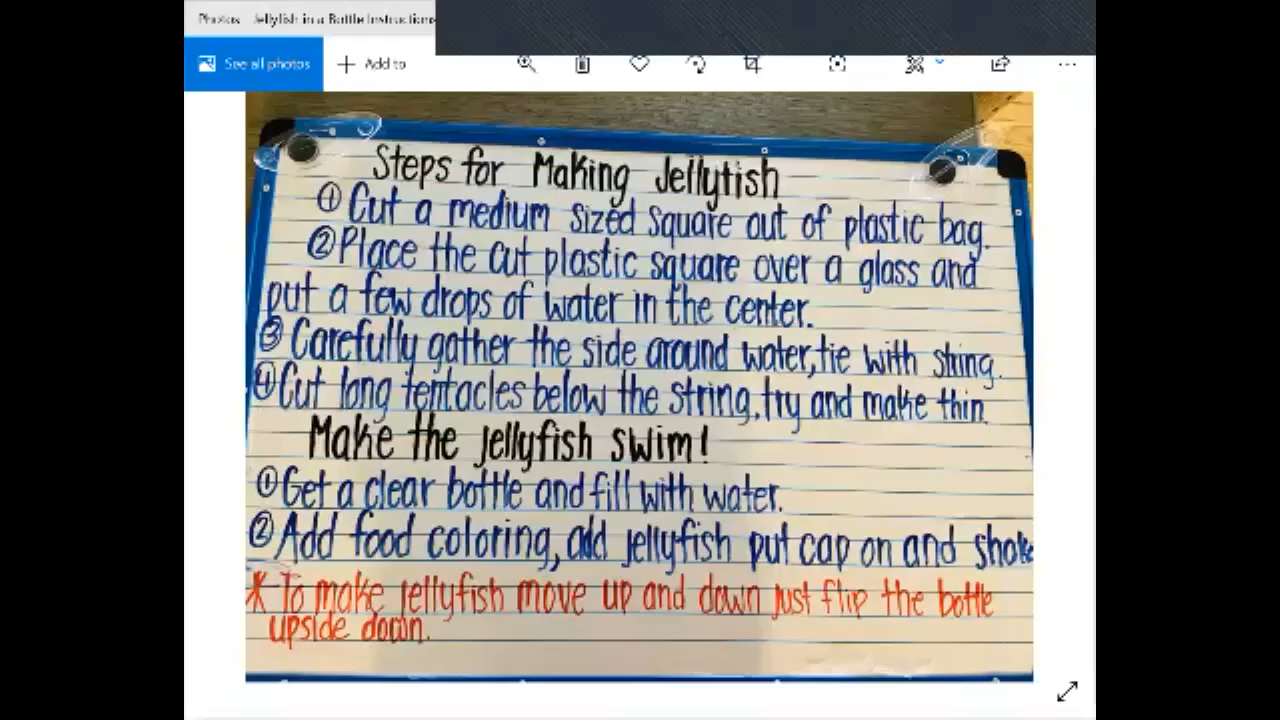 Photos - Jellyfish in a Bottle Instructions
See all photos
+ Add to
Steps for Making Jellyfish
① Cut a medium sized square out of plastic bag.
② Place the cut plastic square over a glass and
put a few drops of water in the center.
③ Carefully gather the side around water, tie with string.
④ Cut long tentacles below the string, try and make thin.
Make the jellyfish swim!
① Get a clear bottle and fill with water.
② Add food coloring, add jellyfish put cap on and shake
* To make jellyfish move up and down just flip the bottle
upside down.